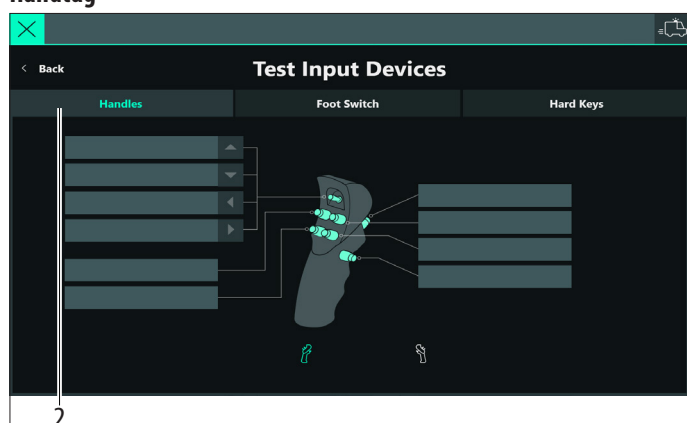 Handtag
< Back
Test Input Devices
Handles
Foot Switch
Hard Keys
2